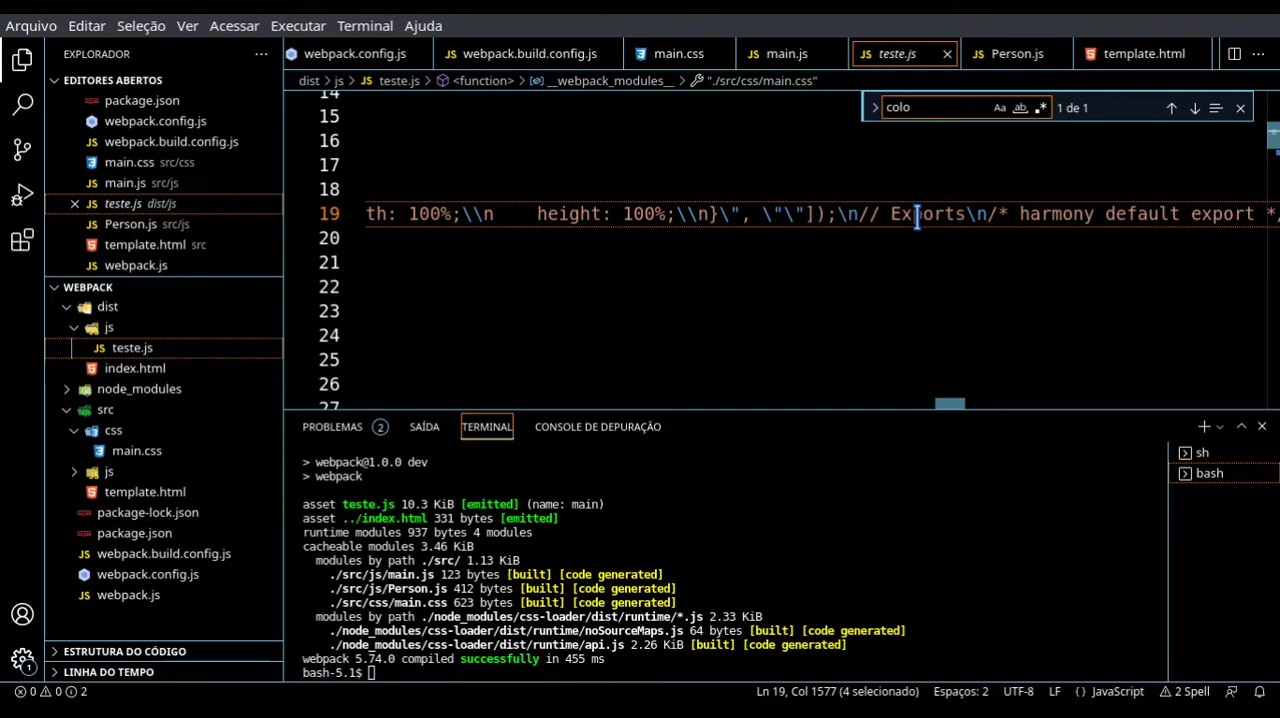 Arquivo Editar Seleção Ver Acessar Executar Terminal Ajuda
EXPLORADOR ···
EDITORES ABERTOS
package.json
webpack.config.js
webpack.build.config.js
main.css src/css
main.js src/js
teste.js dist/js
Person.js src/js
template.html src
webpack.js
WEBPACK
dist
js
teste.js
index.html
node_modules
src
css
main.css
js
template.html
package-lock.json
package.json
webpack.build.config.js
webpack.config.js
webpack.js
ESTRUTURA DO CÓDIGO
LINHA DO TEMPO
webpack.config.js webpack.build.config.js main.css main.js teste.js Person.js template.html
dist > js > teste.js > <function> > __webpack_modules__ > "./src/css/main.css"
colo 1 de 1
14
15
16
17
18
19 th: 100%;\\n    height: 100%;\\n}\", \"\"]);\n// Exports\n/* harmony default export */
20
21
22
23
24
25
26
27
PROBLEMAS 2 SAÍDA TERMINAL CONSOLE DE DEPURAÇÃO
> webpack@1.0.0 dev
> webpack
asset teste.js 10.3 KiB [emitted] (name: main)
asset ../index.html 331 bytes [emitted]
runtime modules 937 bytes 4 modules
cacheable modules 3.46 KiB
modules by path ./src/ 1.13 KiB
./src/js/main.js 123 bytes [built] [code generated]
./src/js/Person.js 412 bytes [built] [code generated]
./src/css/main.css 623 bytes [built] [code generated]
modules by path ./node_modules/css-loader/dist/runtime/*.js 2.33 KiB
./node_modules/css-loader/dist/runtime/noSourceMaps.js 64 bytes [built] [code generated]
./node_modules/css-loader/dist/runtime/api.js 2.26 KiB [built] [code generated]
webpack 5.74.0 compiled successfully in 455 ms
bash-5.1$
sh
bash
0 0 2 Ln 19, Col 1577 (4 selecionado) Espaços: 2 UTF-8 LF {} JavaScript 2 Spell